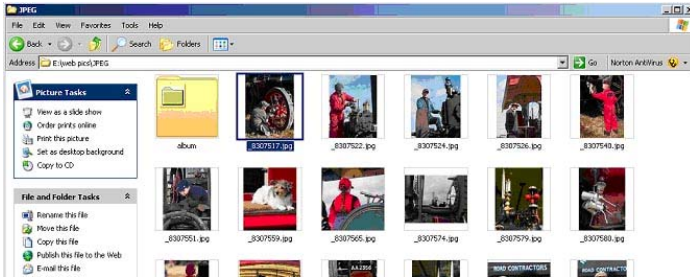 JPEG
File Edit View Favorites Tools Help
Back Search Folders
Address E:\web pics\JPEG Go Norton AntiVirus
Picture Tasks
View as a slide show
Order prints online
Print this picture
Set as desktop background
Copy to CD
album _8307517.jpg _8307522.jpg _8307524.jpg _8307526.jpg _8307540.jpg
File and Folder Tasks
Rename this file
Move this file
Copy this file
Publish this file to the Web
E-mail this file
_8307551.jpg _8307559.jpg _8307565.jpg _8307574.jpg _8307579.jpg _8307580.jpg
ROAD CONTRACTORS ROAD CONTRACTORS